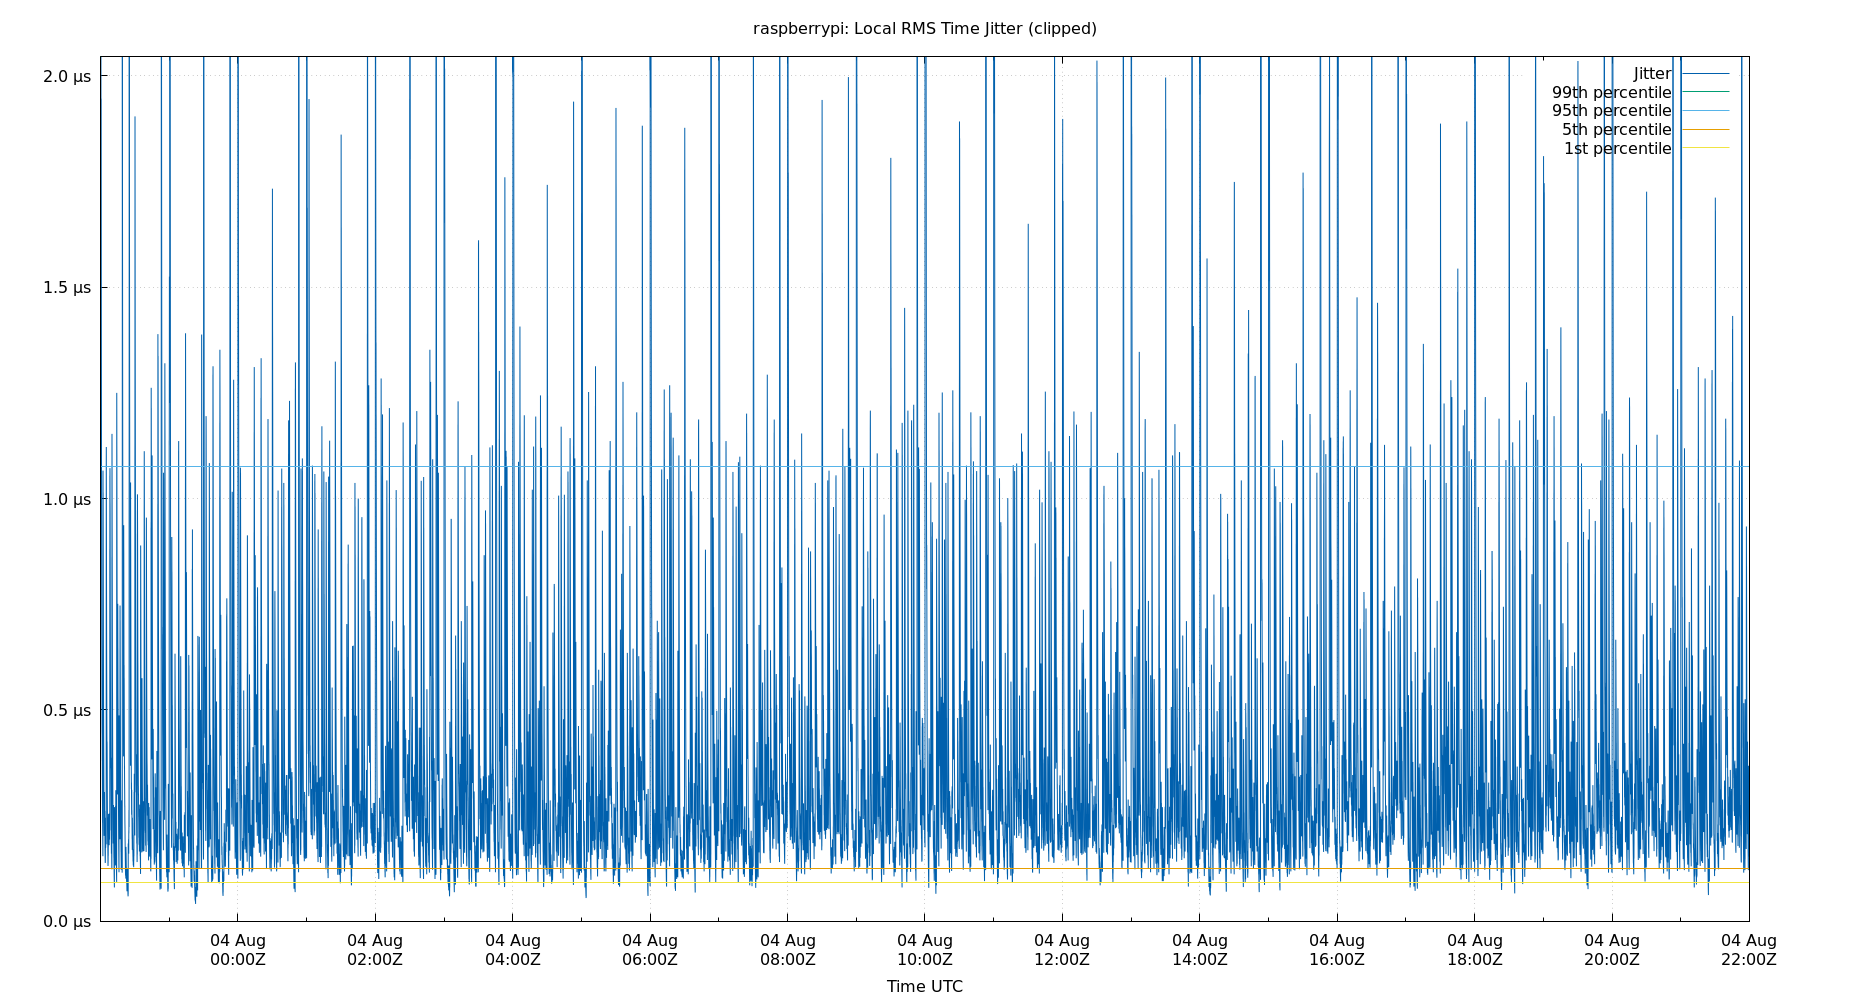 raspberrypi: Local RMS Time Jitter (clipped)
2.0 µs
1.5 µs
1.0 µs
0.5 µs
0.0 µs
Jitter
99th percentile
95th percentile
5th percentile
1st percentile
04 Aug 04 Aug 04 Aug 04 Aug 04 Aug 04 Aug 04 Aug 04 Aug 04 Aug 04 Aug 04 Aug 04 Aug
00:00Z 02:00Z 04:00Z 06:00Z 08:00Z 10:00Z 12:00Z 14:00Z 16:00Z 18:00Z 20:00Z 22:00Z
Time UTC